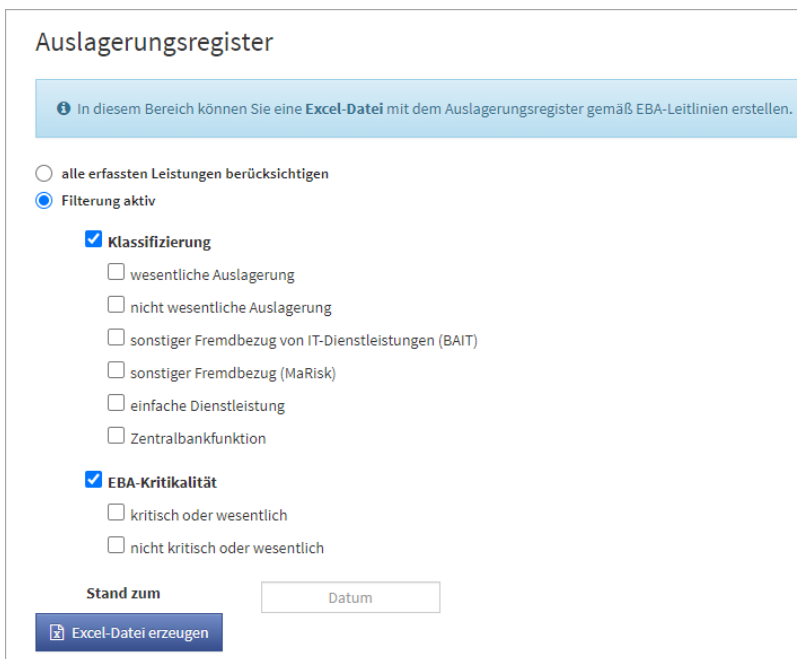 Auslagerungsregister
In diesem Bereich können Sie eine Excel-Datei mit dem Auslagerungsregister gemäß EBA-Leitlinien erstellen.
alle erfassten Leistungen berücksichtigen
Filterung aktiv
Klassifizierung
wesentliche Auslagerung
nicht wesentliche Auslagerung
sonstiger Fremdbezug von IT-Dienstleistungen (BAIT)
sonstiger Fremdbezug (MaRisk)
einfache Dienstleistung
Zentralbankfunktion
EBA-Kritikalität
kritisch oder wesentlich
nicht kritisch oder wesentlich
Stand zum Datum
Excel-Datei erzeugen